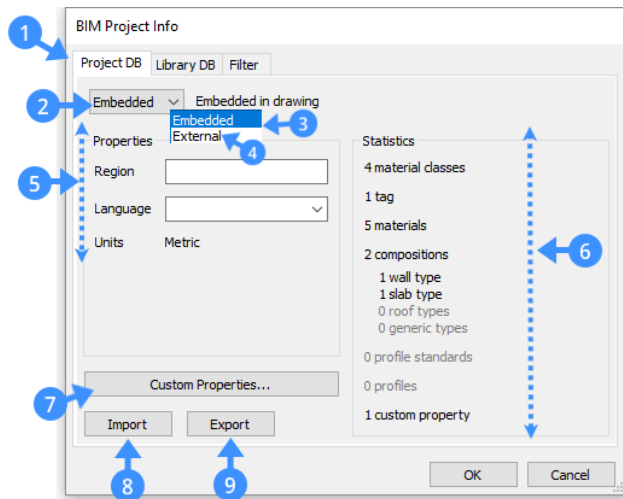 BIM Project Info
1
Project DB Library DB Filter
2 Embedded Embedded in drawing
Embedded 3
External 4
Properties
5
Region
Language
Units Metric
Statistics
4 material classes
1 tag
5 materials
2 compositions
1 wall type
1 slab type
0 roof types
0 generic types
0 profile standards
0 profiles
1 custom property
6
7 Custom Properties...
Import Export
8 9
OK Cancel